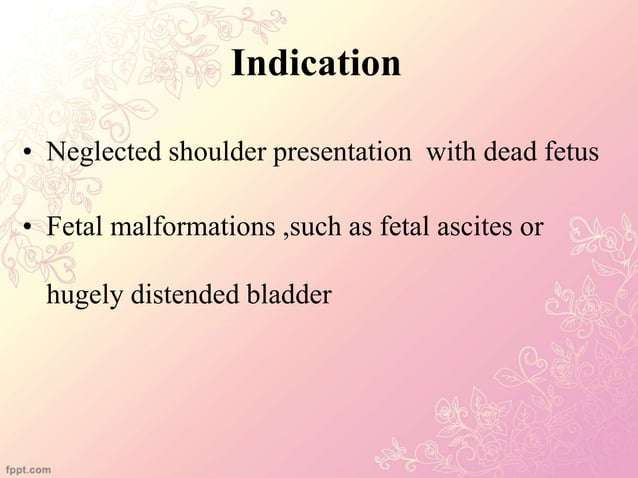 Indication
• Neglected shoulder presentation with dead fetus
• Fetal malformations ,such as fetal ascites or
hugely distended bladder
fppt.com